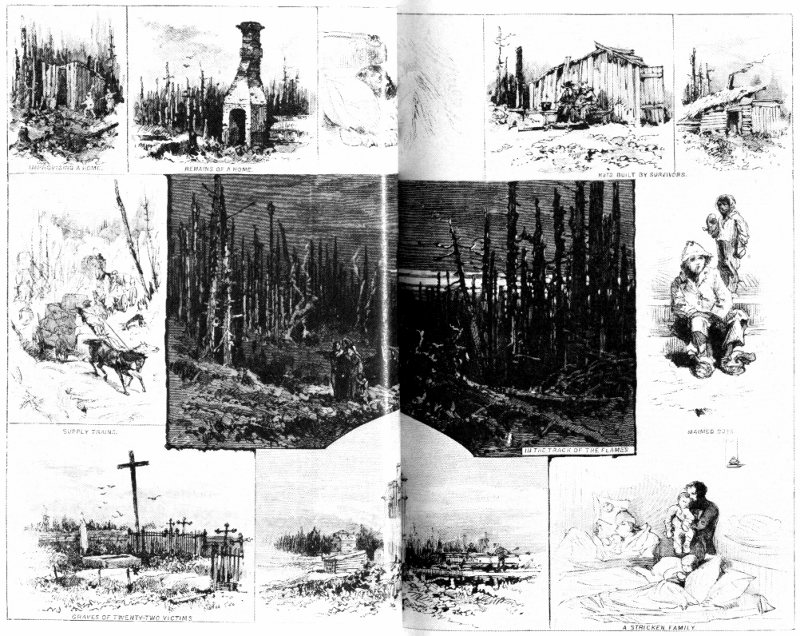 IMPROVISING A HOME.
REMAINS OF A HOME.
HUTS BUILT BY SURVIVORS.
SUPPLY TRAINS.
IN THE TRACK OF THE FLAMES
MAIMED BOYS.
GRAVES OF TWENTY-TWO VICTIMS
A STRICKEN FAMILY.